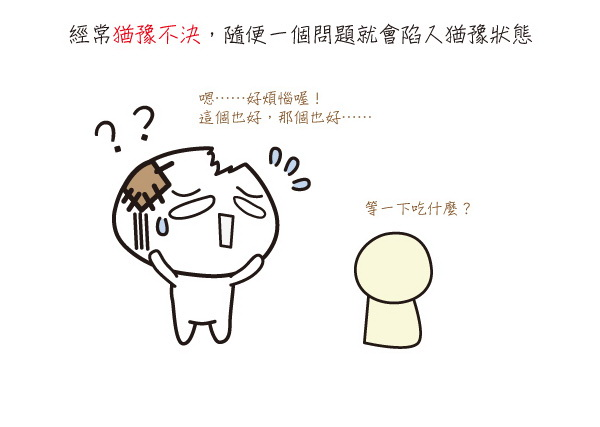 經常猶豫不決，隨便一個問題就會陷入猶豫狀態
嗯⋯⋯好煩惱喔！
這個也好，那個也好⋯⋯
? ?
等一下吃什麼？